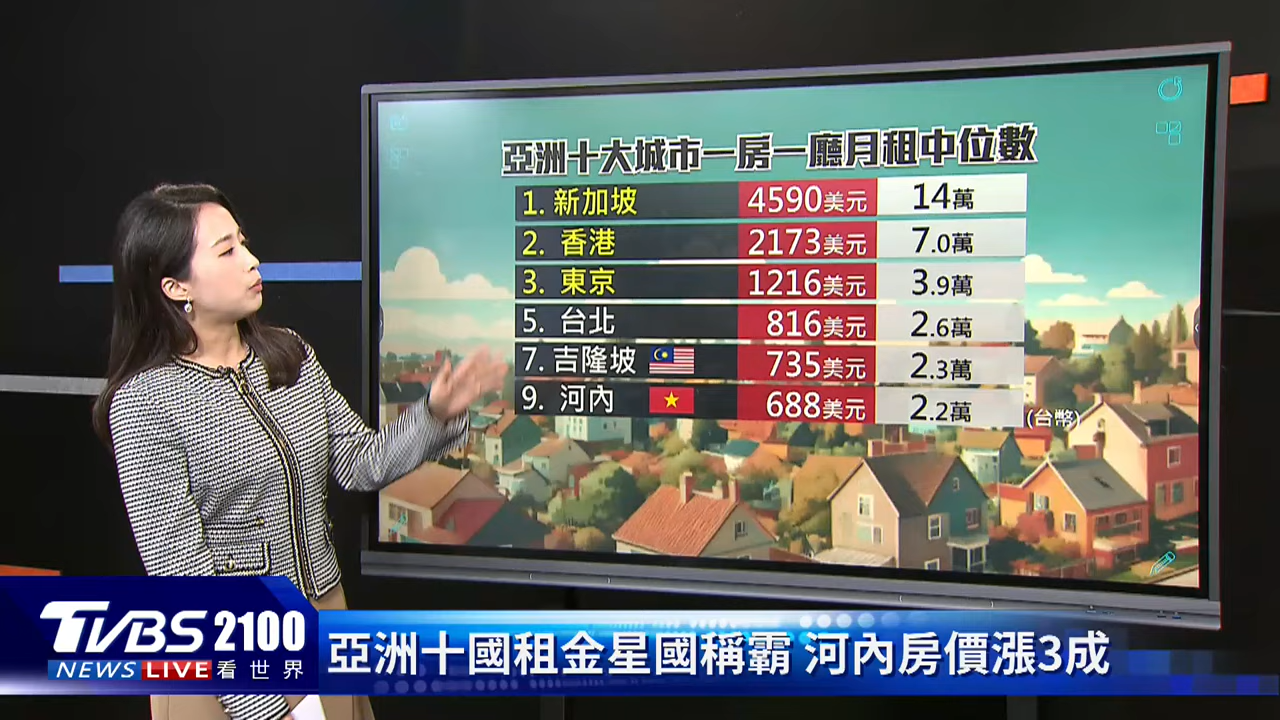 亞洲十大城市一房一廳月租中位數
1. 新加坡 4590美元 14萬
2. 香港 2173美元 7.0萬
3. 東京 1216美元 3.9萬
5. 台北 816美元 2.6萬
7. 吉隆坡 735美元 2.3萬
9. 河內 688美元 2.2萬
(台幣)
TVBS 2100
NEWS LIVE 看世界
亞洲十國租金星國稱霸 河內房價漲3成